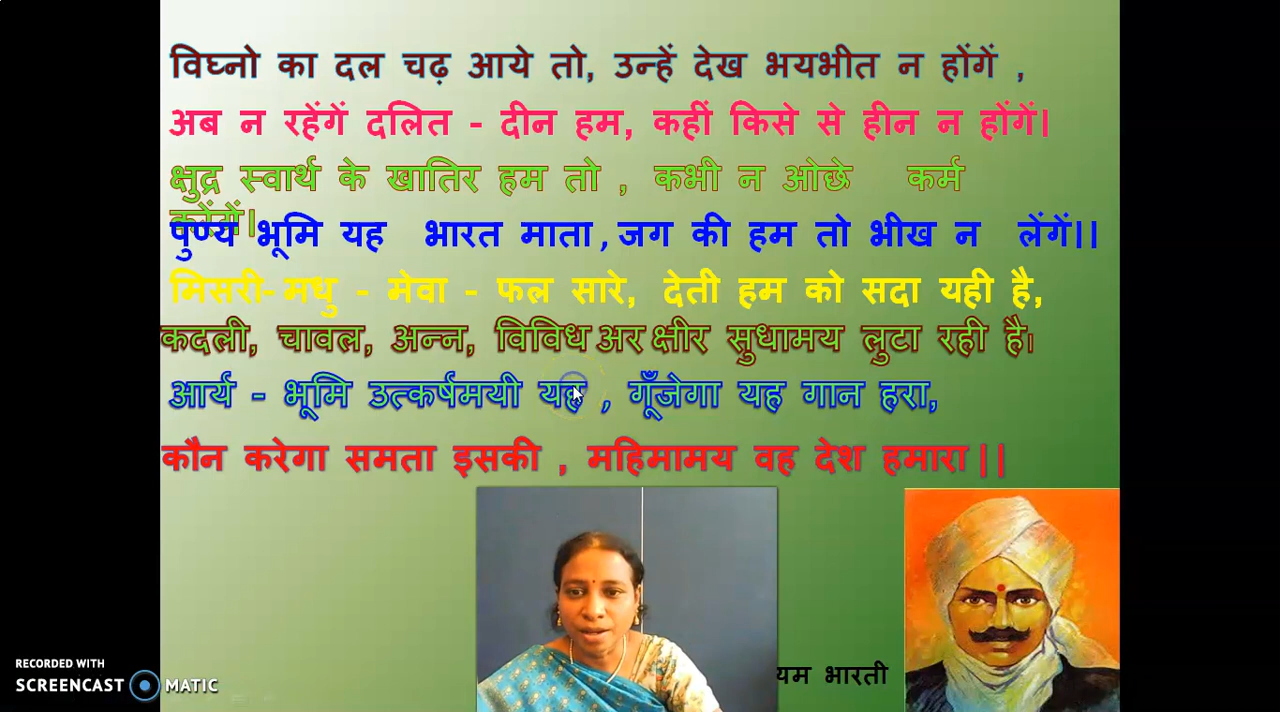 विघ्नो का दल चढ़ आये तो, उन्हें देख भयभीत न होंगें ,
अब न रहेंगें दलित - दीन हम, कहीं किसे से हीन न होंगें।
क्षुद्र स्वार्थ के खातिर हम तो , कभी न ओछे कर्म
करेंगें।
पुण्य भूमि यह भारत माता , जग की हम तो भीख न लेंगें।।
मिसरी- मधु - मेवा - फल सारे, देती हम को सदा यही है,
कदली, चावल, अन्न, विविध अर क्षीर सुधामय लुटा रही है।
आर्य - भूमि उत्कर्षमयी यह , गूँजेगा यह गान हरा,
कौन करेगा समता इसकी , महिमामय वह देश हमारा ||
यम भारती
RECORDED WITH
SCREENCAST MATIC